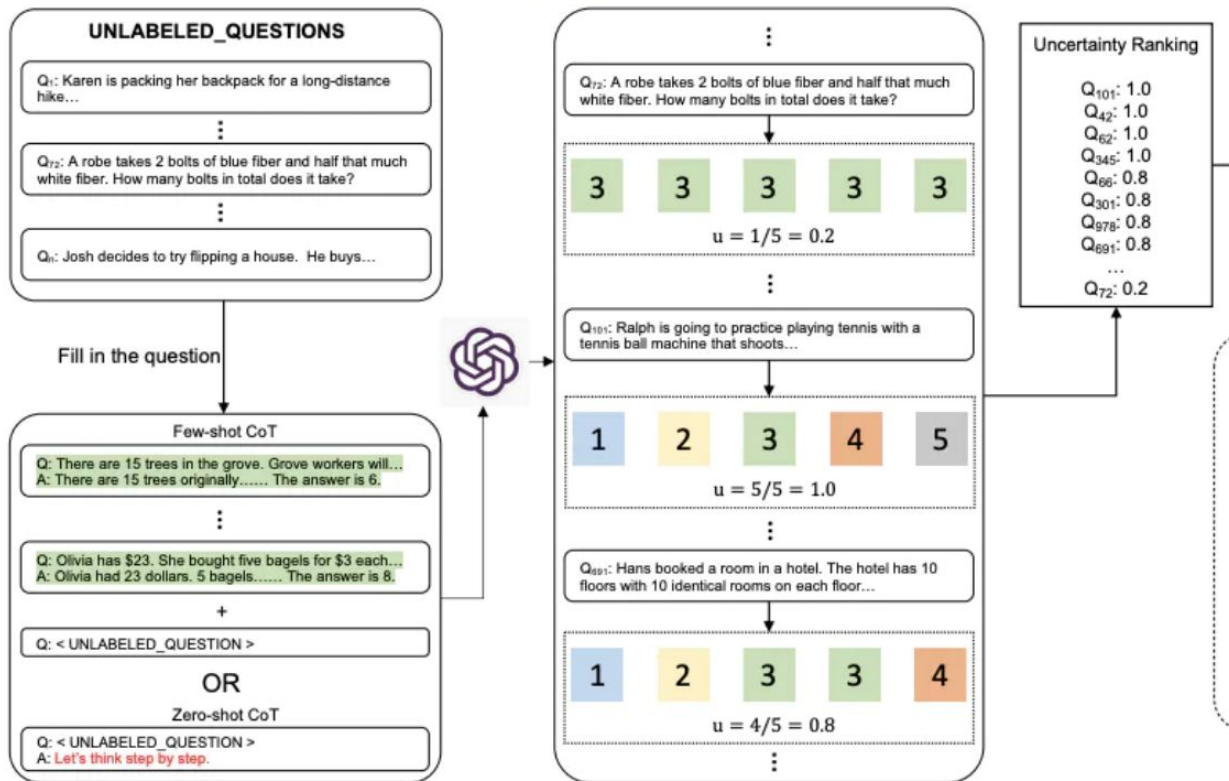 UNLABELED_QUESTIONS
Q₁: Karen is packing her backpack for a long-distance
hike…
Q₇₂: A robe takes 2 bolts of blue fiber and half that much
white fiber. How many bolts in total does it take?
Qₙ: Josh decides to try flipping a house. He buys…
Fill in the question
Few-shot CoT
Q: There are 15 trees in the grove. Grove workers will…
A: There are 15 trees originally…… The answer is 6.
Q: Olivia has $23. She bought five bagels for $3 each…
A: Olivia had 23 dollars. 5 bagels…… The answer is 8.
+
Q: < UNLABELED_QUESTION >
OR
Zero-shot CoT
Q: < UNLABELED_QUESTION >
A: Let's think step by step.
Q₇₂: A robe takes 2 bolts of blue fiber and half that much
white fiber. How many bolts in total does it take?
3 3 3 3 3
u = 1/5 = 0.2
Q₁₀₁: Ralph is going to practice playing tennis with a
tennis ball machine that shoots…
1 2 3 4 5
u = 5/5 = 1.0
Q₆₉₁: Hans booked a room in a hotel. The hotel has 10
floors with 10 identical rooms on each floor…
1 2 3 3 4
u = 4/5 = 0.8
Uncertainty Ranking
Q₁₀₁: 1.0
Q₄₂: 1.0
Q₆₂: 1.0
Q₃₄₅: 1.0
Q₆₆: 0.8
Q₃₀₁: 0.8
Q₉₇₈: 0.8
Q₆₉₁: 0.8
…
Q₇₂: 0.2